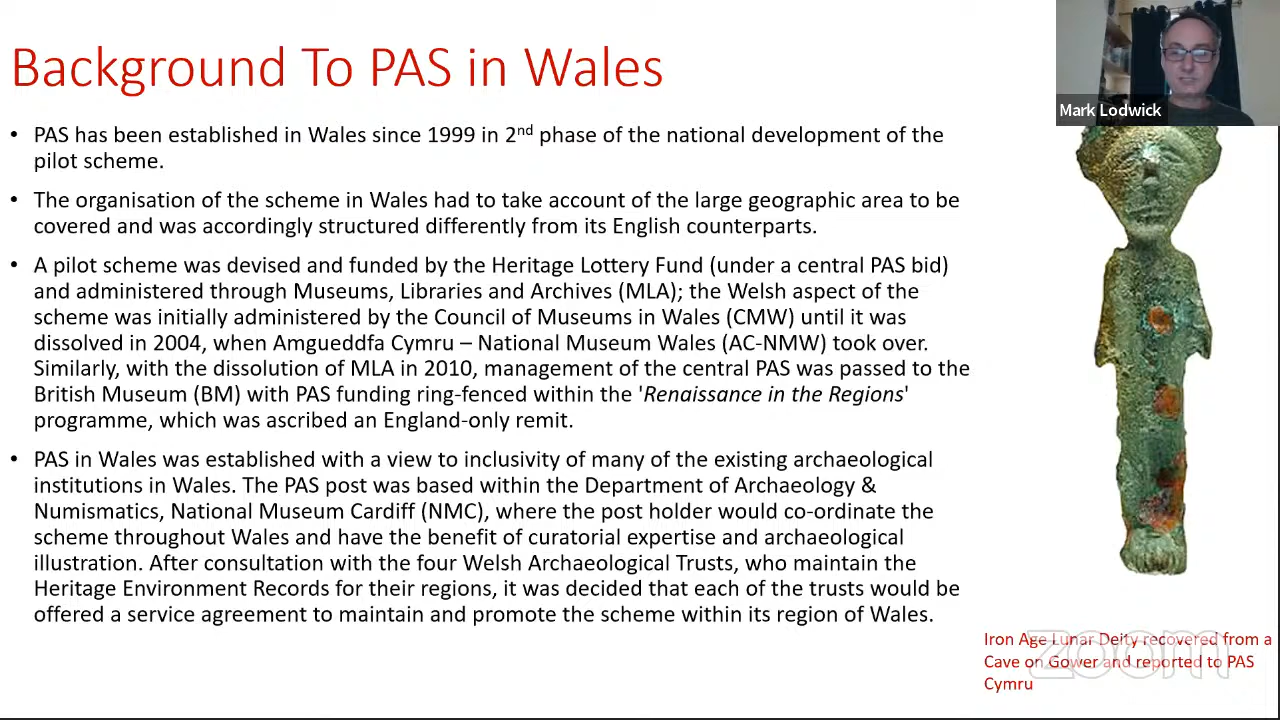 Background To PAS in Wales
Mark Lodwick
• PAS has been established in Wales since 1999 in 2nd phase of the national development of the
pilot scheme.
• The organisation of the scheme in Wales had to take account of the large geographic area to be
covered and was accordingly structured differently from its English counterparts.
• A pilot scheme was devised and funded by the Heritage Lottery Fund (under a central PAS bid)
and administered through Museums, Libraries and Archives (MLA); the Welsh aspect of the
scheme was initially administered by the Council of Museums in Wales (CMW) until it was
dissolved in 2004, when Amgueddfa Cymru – National Museum Wales (AC-NMW) took over.
Similarly, with the dissolution of MLA in 2010, management of the central PAS was passed to the
British Museum (BM) with PAS funding ring-fenced within the 'Renaissance in the Regions'
programme, which was ascribed an England-only remit.
• PAS in Wales was established with a view to inclusivity of many of the existing archaeological
institutions in Wales. The PAS post was based within the Department of Archaeology &
Numismatics, National Museum Cardiff (NMC), where the post holder would co-ordinate the
scheme throughout Wales and have the benefit of curatorial expertise and archaeological
illustration. After consultation with the four Welsh Archaeological Trusts, who maintain the
Heritage Environment Records for their regions, it was decided that each of the trusts would be
offered a service agreement to maintain and promote the scheme within its region of Wales.
Iron Age Lunar Deity recovered from a
Cave on Gower and reported to PAS
Cymru
zoom